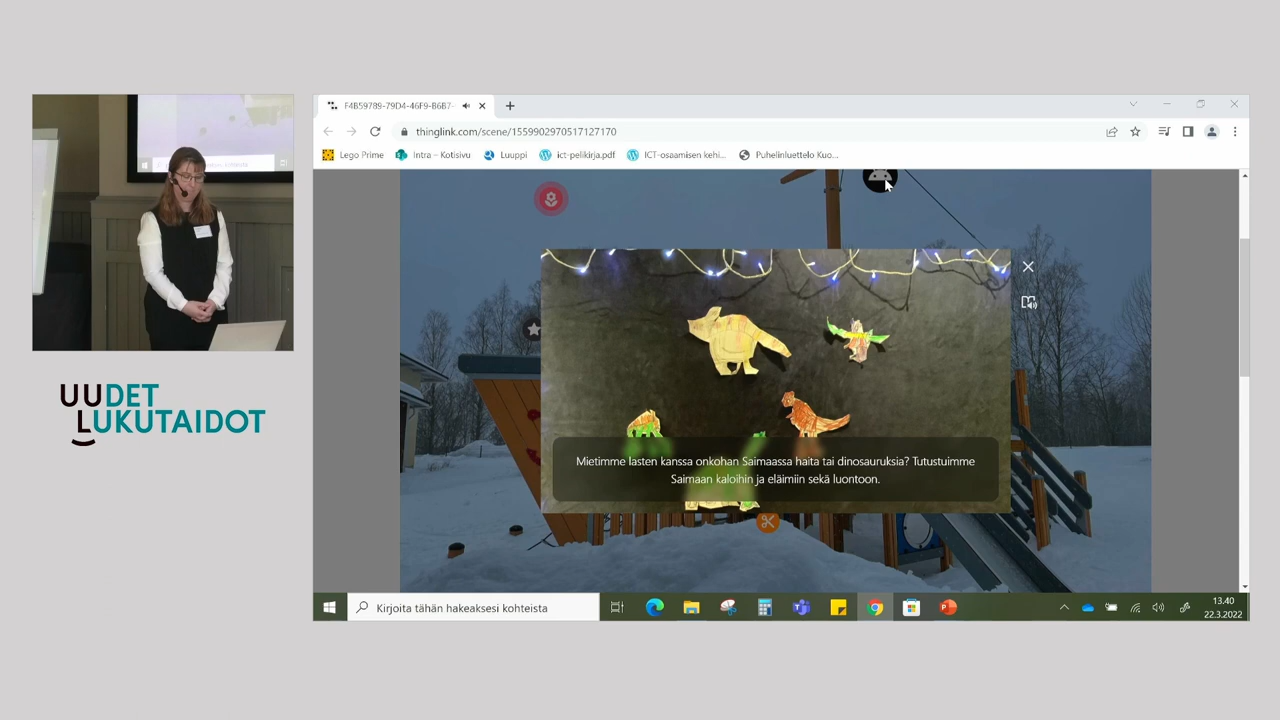 F4B59789-79D4-46F9-B6B7-
thinglink.com/scene/1559902970517127170
Lego Prime
Intra – Kotisivu
Luuppi
ict-pelikirja.pdf
ICT-osaamisen kehi...
Puhelinluettelo Kuo...
UUDET
LUKUTAIDOT
Mietimme lasten kanssa onkohan Saimaassa haita tai dinosauruksia? Tutustuimme
Saimaan kaloihin ja eläimiin sekä luontoon.
Kirjoita tähän hakeaksesi kohteista
13.40
22.3.2022